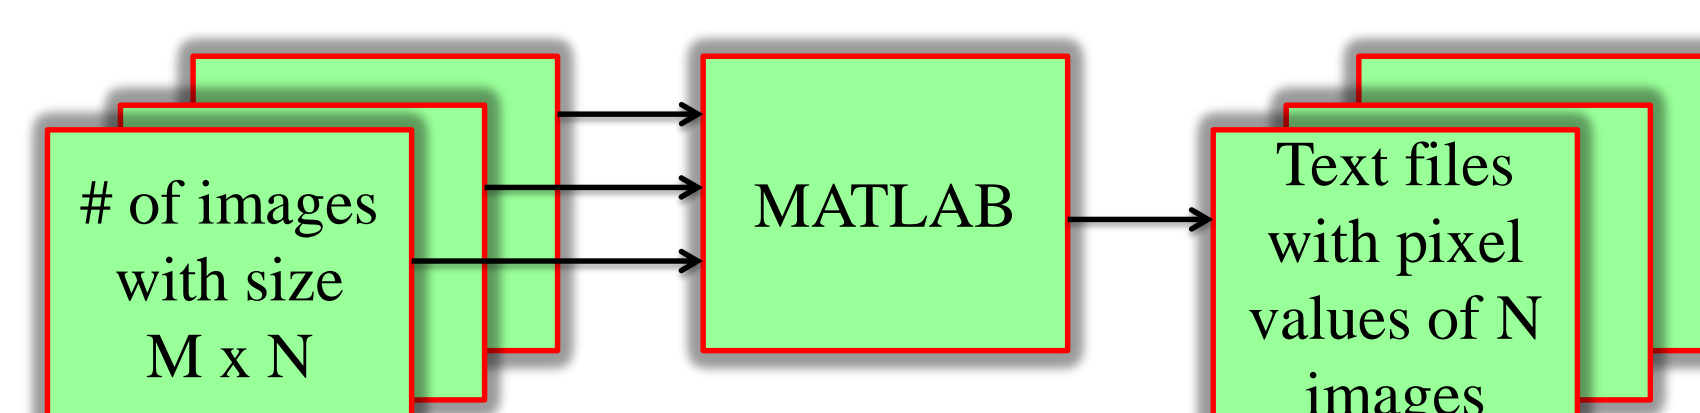 # of images
with size
M x N
MATLAB
Text files
with pixel
values of N
images